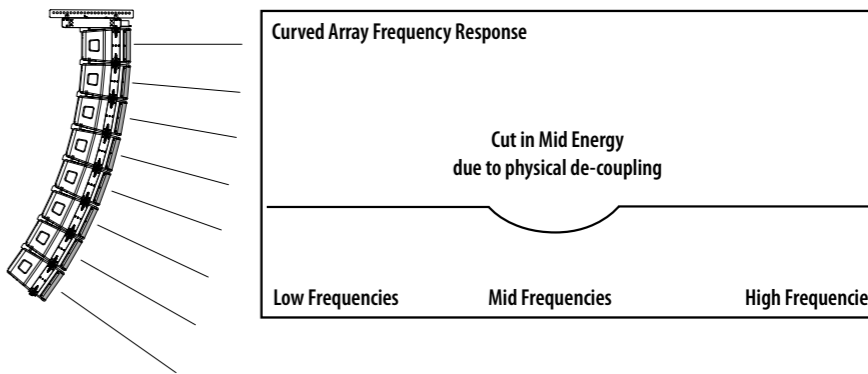 Curved Array Frequency Response
Cut in Mid Energy
due to physical de-coupling
Low Frequencies
Mid Frequencies
High Frequencie